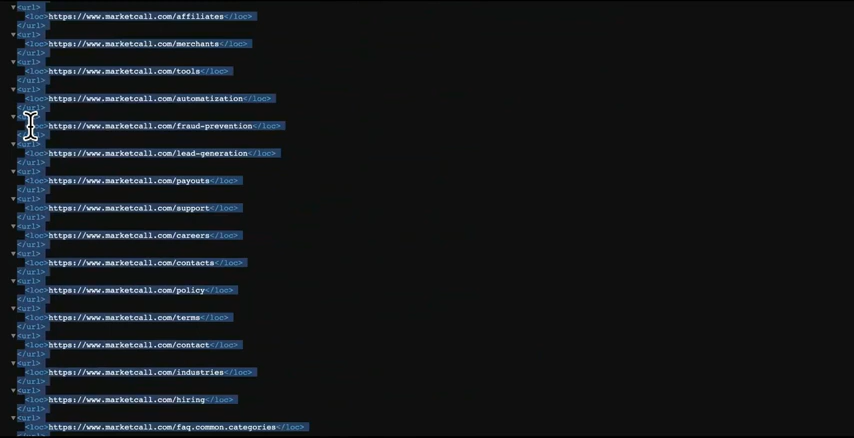 <url>
<loc>https://www.marketcall.com/affiliates</loc>
</url>
<url>
<loc>https://www.marketcall.com/merchants</loc>
</url>
<url>
<loc>https://www.marketcall.com/tools</loc>
</url>
<url>
<loc>https://www.marketcall.com/automatization</loc>
</url>
<loc>https://www.marketcall.com/fraud-prevention</loc>
<url>
<loc>https://www.marketcall.com/lead-generation</loc>
</url>
<url>
<loc>https://www.marketcall.com/payouts</loc>
</url>
<url>
<loc>https://www.marketcall.com/support</loc>
</url>
<url>
<loc>https://www.marketcall.com/careers</loc>
</url>
<url>
<loc>https://www.marketcall.com/contacts</loc>
</url>
<url>
<loc>https://www.marketcall.com/policy</loc>
</url>
<url>
<loc>https://www.marketcall.com/terms</loc>
</url>
<url>
<loc>https://www.marketcall.com/contact</loc>
</url>
<url>
<loc>https://www.marketcall.com/industries</loc>
</url>
<url>
<loc>https://www.marketcall.com/hiring</loc>
</url>
<url>
<loc>https://www.marketcall.com/faq.common.categories</loc>